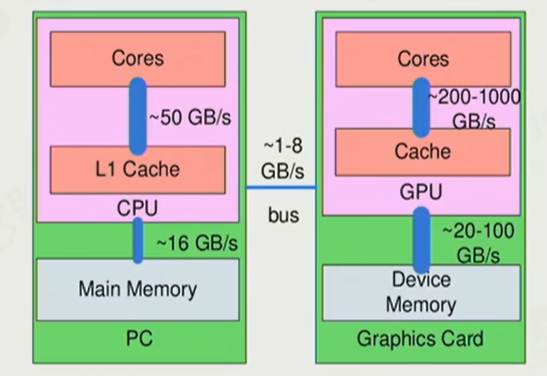 Cores
~50 GB/s
L1 Cache
CPU
~16 GB/s
Main Memory
PC
~1-8
GB/s
bus
Cores
~200-1000
GB/s
Cache
GPU
~20-100
GB/s
Device
Memory
Graphics Card